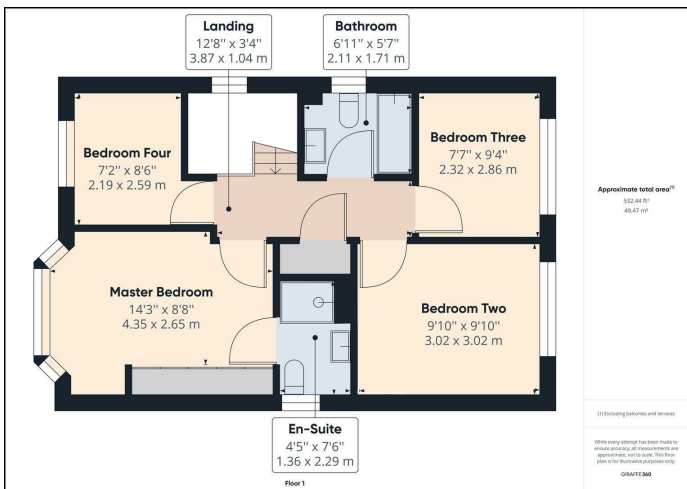 Landing
12'8" x 3'4"
3.87 x 1.04 m
Bathroom
6'11" x 5'7"
2.11 x 1.71 m
Bedroom Four
7'2" x 8'6"
2.19 x 2.59 m
Bedroom Three
7'7" x 9'4"
2.32 x 2.86 m
Master Bedroom
14'3" x 8'8"
4.35 x 2.65 m
Bedroom Two
9'10" x 9'10"
3.02 x 3.02 m
En-Suite
4'5" x 7'6"
1.36 x 2.29 m
Floor 1
Approximate total area(1)
532.44 ft²
49.47 m²
(1) Excluding balconies and terraces
While every attempt has been made to
ensure accuracy, all measurements are
approximate, not to scale. This floor
plan is for illustrative purposes only.
GIRAFFE360